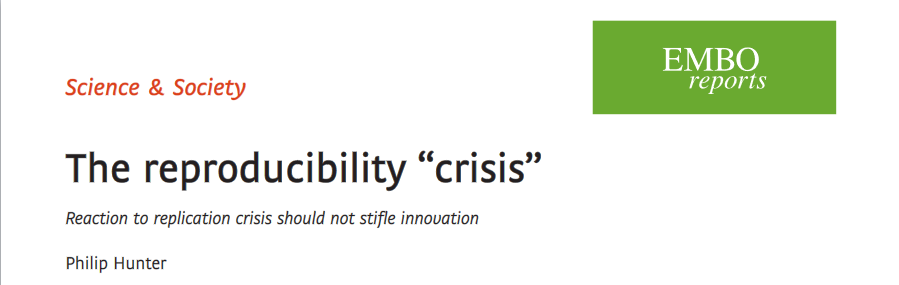 Science & Society
EMBO
reports
The reproducibility “crisis”
Reaction to replication crisis should not stifle innovation
Philip Hunter